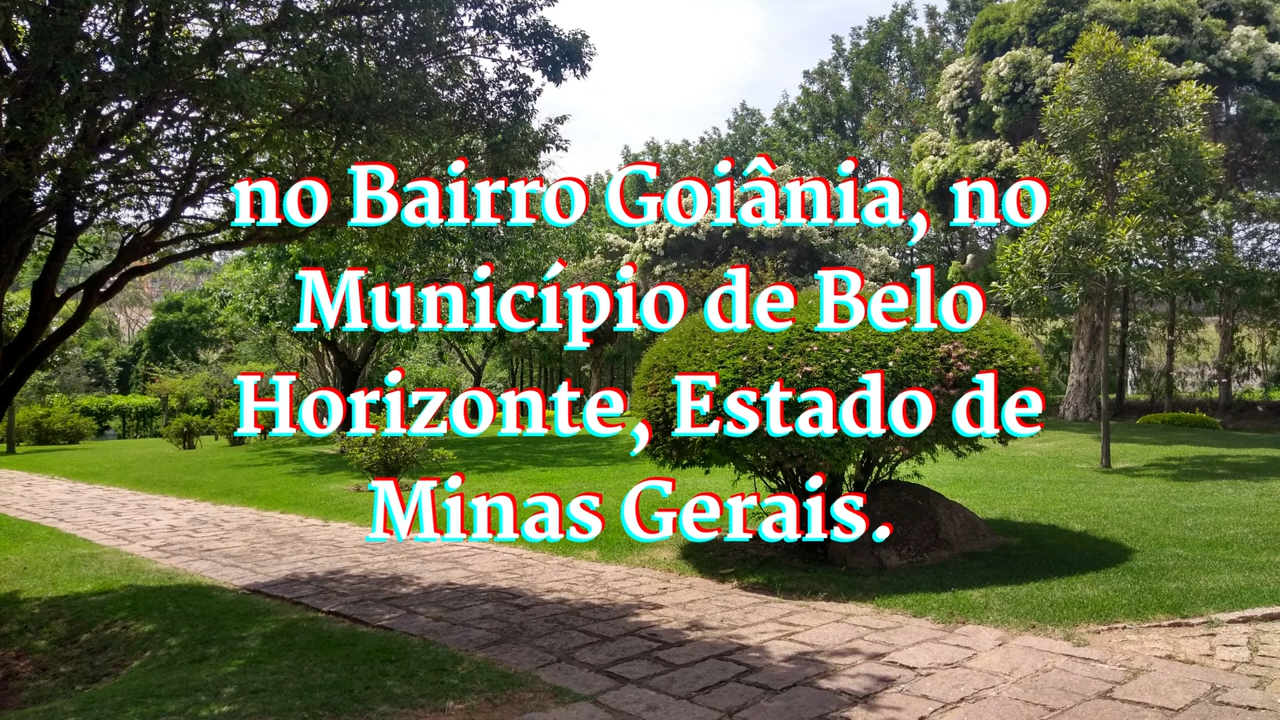 no Bairro Goiânia, no
Município de Belo
Horizonte, Estado de
Minas Gerais.